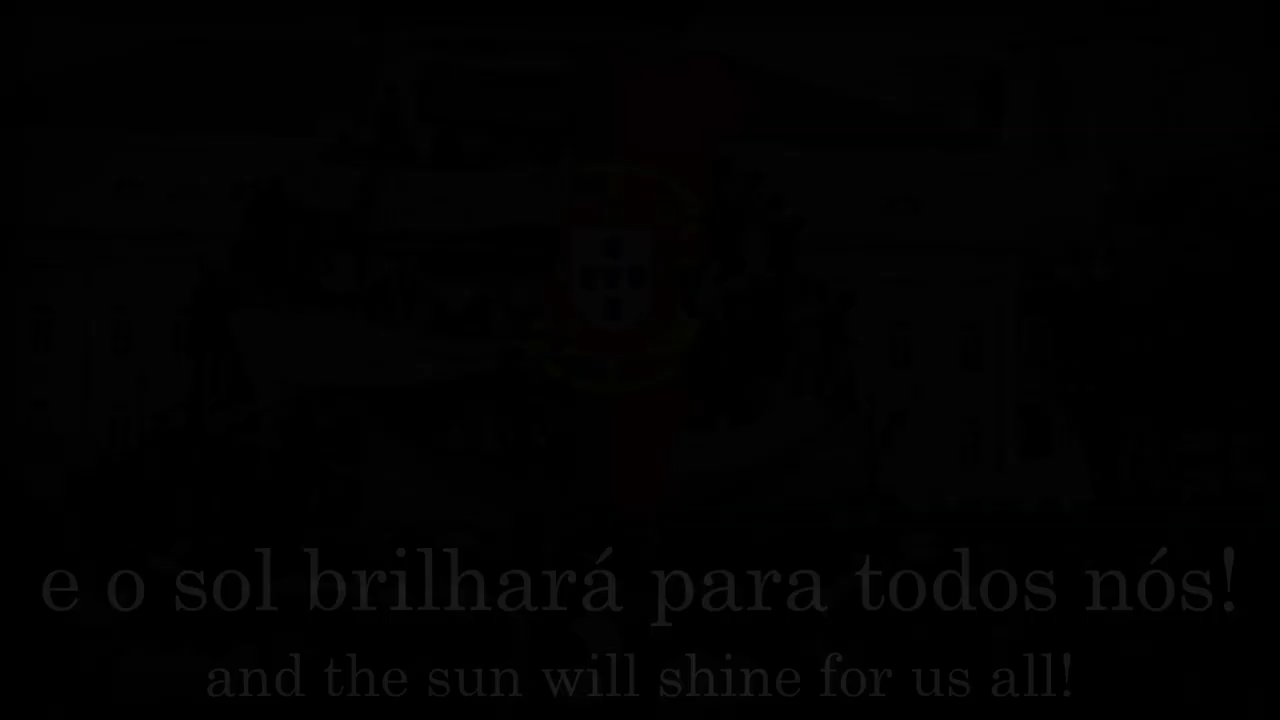 e o sol brilhará para todos nós!
and the sun will shine for us all!